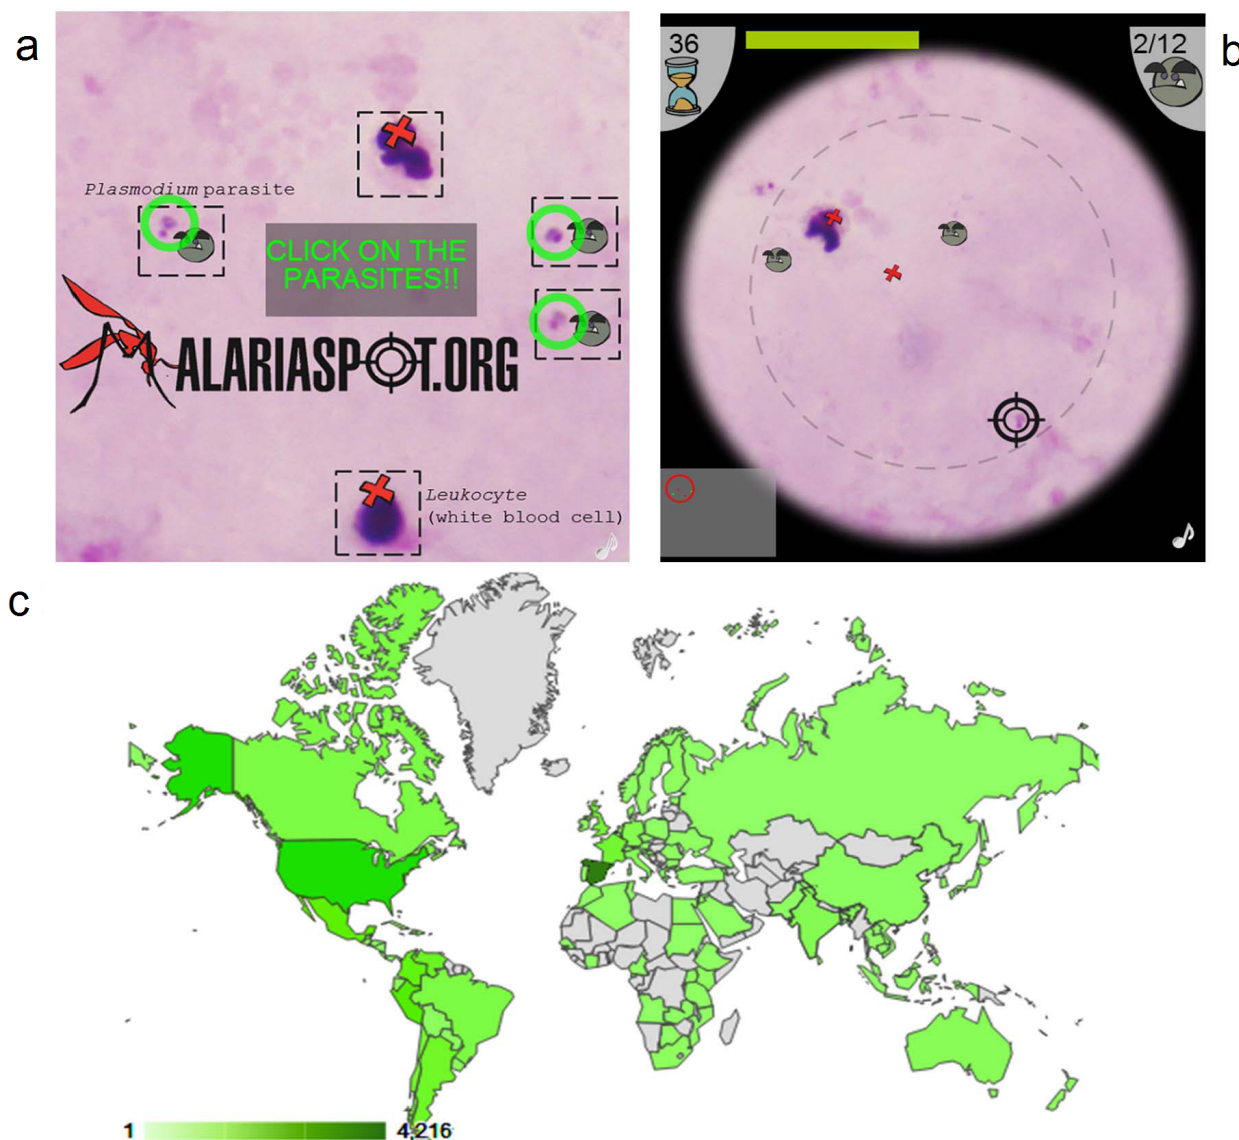 a
Plasmodium parasite
CLICK ON THE
PARASITES!!
ALARIASPOT.ORG
Leukocyte
(white blood cell)
36
2/12
b
c
1
4,216